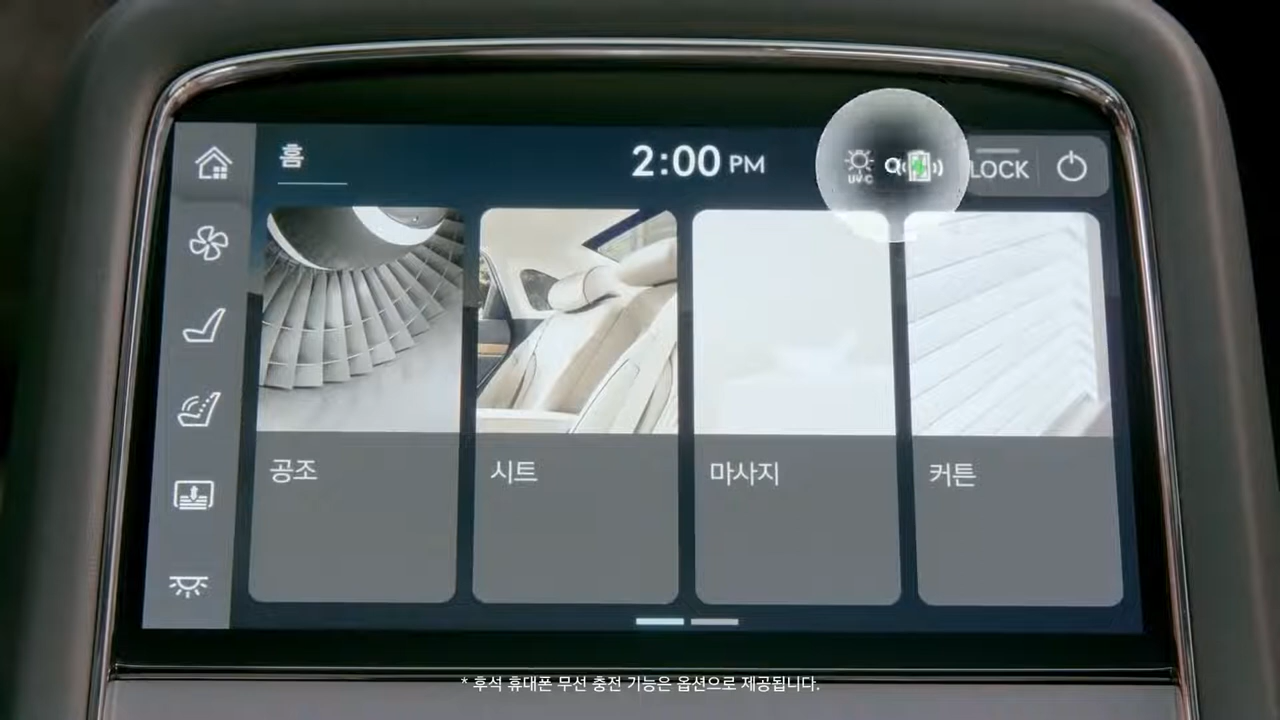 홈
2:00 PM
UV-C
LOCK
공조
시트
마사지
커튼
* 후석 휴대폰 무선 충전 기능은 옵션으로 제공됩니다.